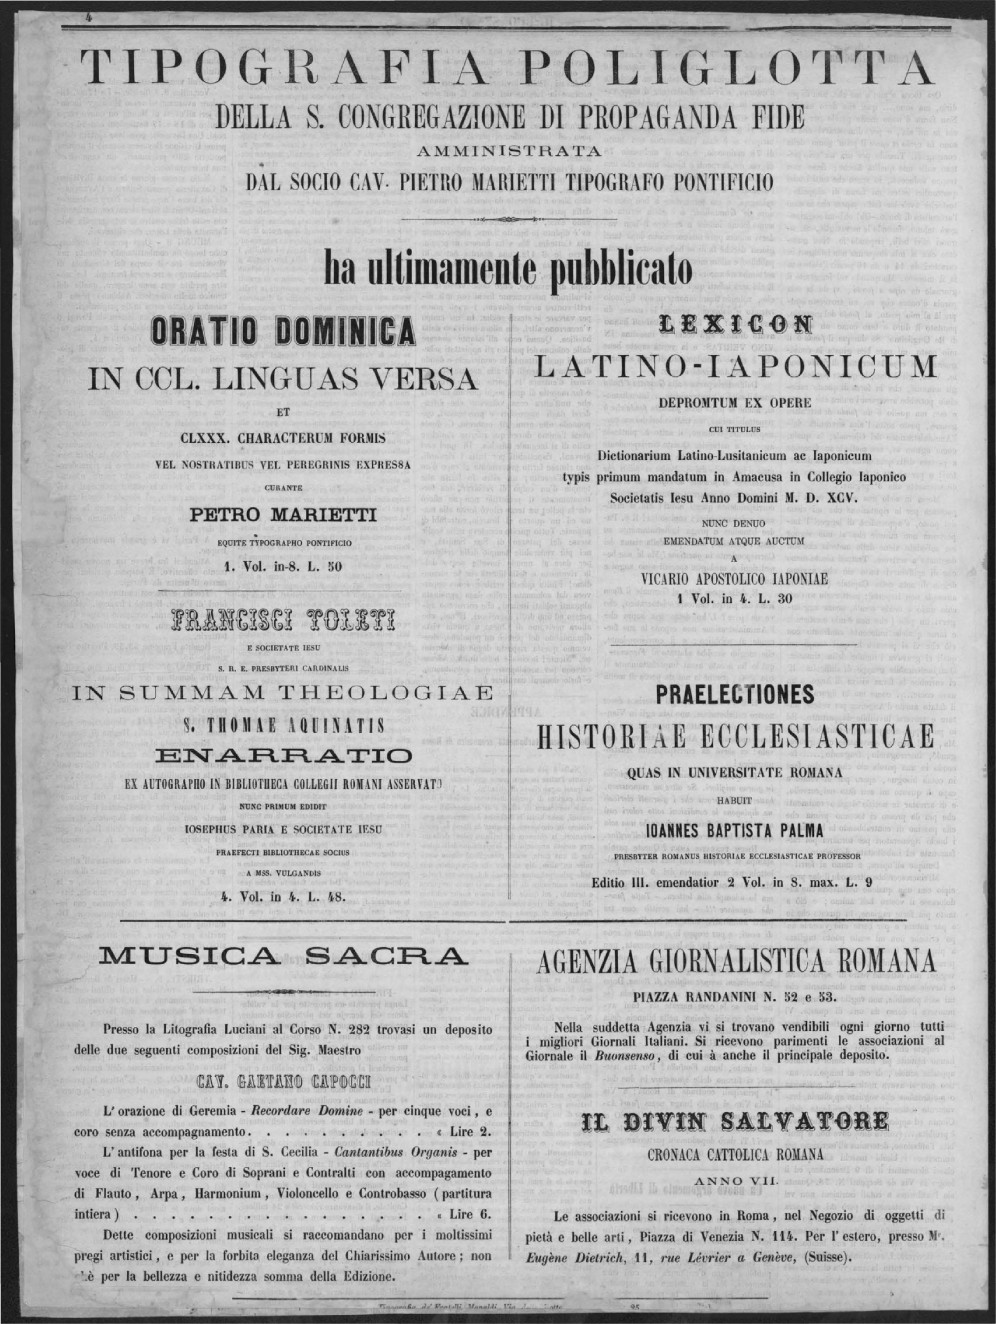 4
TIPOGRAFIA POLIGLOTTA
DELLA S. CONGREGAZIONE DI PROPAGANDA FIDE
AMMINISTRATA
DAL SOCIO CAV. PIETRO MARIETTI TIPOGRAFO PONTIFICIO
ha ultimamente pubblicato
ORATIO DOMINICA
IN CCL. LINGUAS VERSA
ET
CLXXX. CHARACTERUM FORMIS
VEL NOSTRATIBUS VEL PEREGRINIS EXPRESSA
CURANTE
PETRO MARIETTI
EQUITE TYPOGRAPHO PONTIFICIO
1. Vol. in-8. L. 50
FRANCISCI TOLETI
E SOCIETATE IESU
S. R. E. PRESBYTERI CARDINALIS
IN SUMMAM THEOLOGIAE
S. THOMAE AQUINATIS
ENARRATIO
EX AUTOGRAPHO IN BIBLIOTHECA COLLEGII ROMANI ASSERVATO
NUNC PRIMUM EDIDIT
IOSEPHUS PARIA E SOCIETATE IESU
PRAEFECTI BIBLIOTHECAE SOCIUS
A MSS. VULGANDIS
4. Vol. in 4. L. 48.
LEXICON
LATINO-IAPONICUM
DEPROMTUM EX OPERE
CUI TITULUS
Dictionarium Latino-Lusitanicum ac Iaponicum
typis primum mandatum in Amacusa in Collegio Iaponico
Societatis Iesu Anno Domini M. D. XCV.
NUNC DENUO
EMENDATUM ATQUE AUCTUM
A
VICARIO APOSTOLICO IAPONIAE
1 Vol. in 4. L. 30
PRAELECTIONES
HISTORIAE ECCLESIASTICAE
QUAS IN UNIVERSITATE ROMANA
HABUIT
IOANNES BAPTISTA PALMA
PRESBYTER ROMANUS HISTORIAE ECCLESIASTICAE PROFESSOR
Editio III. emendatior 2 Vol. in 8. max. L. 9
MUSICA SACRA
Presso la Litografia Luciani al Corso N. 282 trovasi un deposito
delle due seguenti composizioni del Sig. Maestro
CAV. GAETANO CAPOCCI
L' orazione di Geremia - Recordare Domine - per cinque voci, e
coro senza accompagnamento. . . . . . . . . . « Lire 2.
L' antifona per la festa di S. Cecilia - Cantantibus Organis - per
voce di Tenore e Coro di Soprani e Contralti con accompagamento
di Flauto, Arpa, Harmonium, Violoncello e Controbasso (partitura
intiera) . . . . . . . . . . . . . . . . « Lire 6.
Dette composizioni musicali si raccomandano per i moltissimi
pregi artistici, e per la forbita eleganza del Chiarissimo Autore; non
chè per la bellezza e nitidezza somma della Edizione.
AGENZIA GIORNALISTICA ROMANA
PIAZZA RANDANINI N. 52 e 53.
Nella suddetta Agenzia vi si trovano vendibili ogni giorno tutti
i migliori Giornali Italiani. Si ricevono parimenti le associazioni al
Giornale il Buonsenso, di cui à anche il principale deposito.
IL DIVIN SALVATORE
CRONACA CATTOLICA ROMANA
ANNO VII.
Le associazioni si ricevono in Roma, nel Negozio di oggetti di
pietà e belle arti, Piazza di Venezia N. 114. Per l' estero, presso Mr.
Eugène Dietrich, 11, rue Lévrier a Genève, (Suisse).